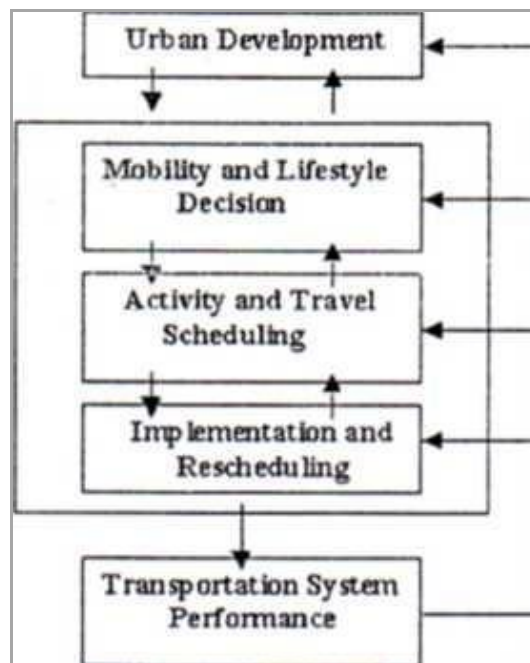 Urban Development
Mobility and Lifestyle
Decision
Activity and Travel
Scheduling
Implementation and
Rescheduling
Transportation System
Performance